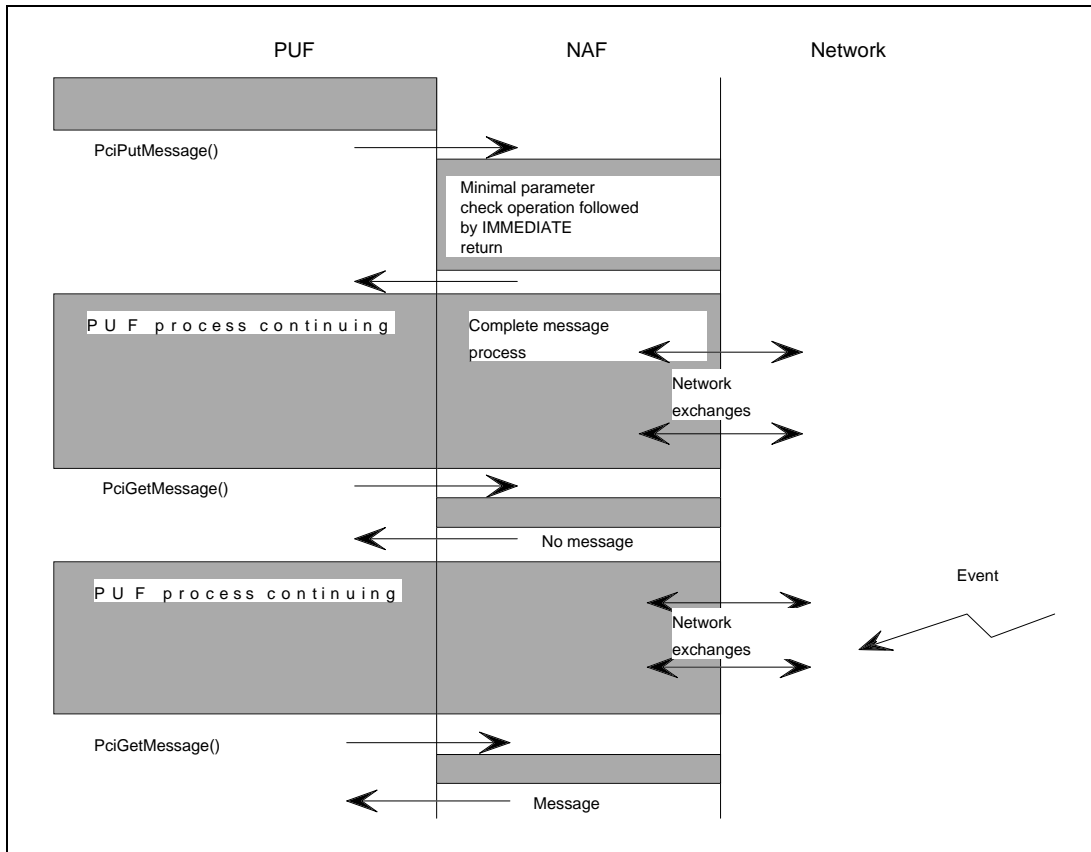 PUF NAF Network
PciPutMessage()
Minimal parameter
check operation followed
by IMMEDIATE
return
PUF process continuing
Complete message
process
Network
exchanges
PciGetMessage()
No message
PUF process continuing
Event
Network
exchanges
PciGetMessage()
Message